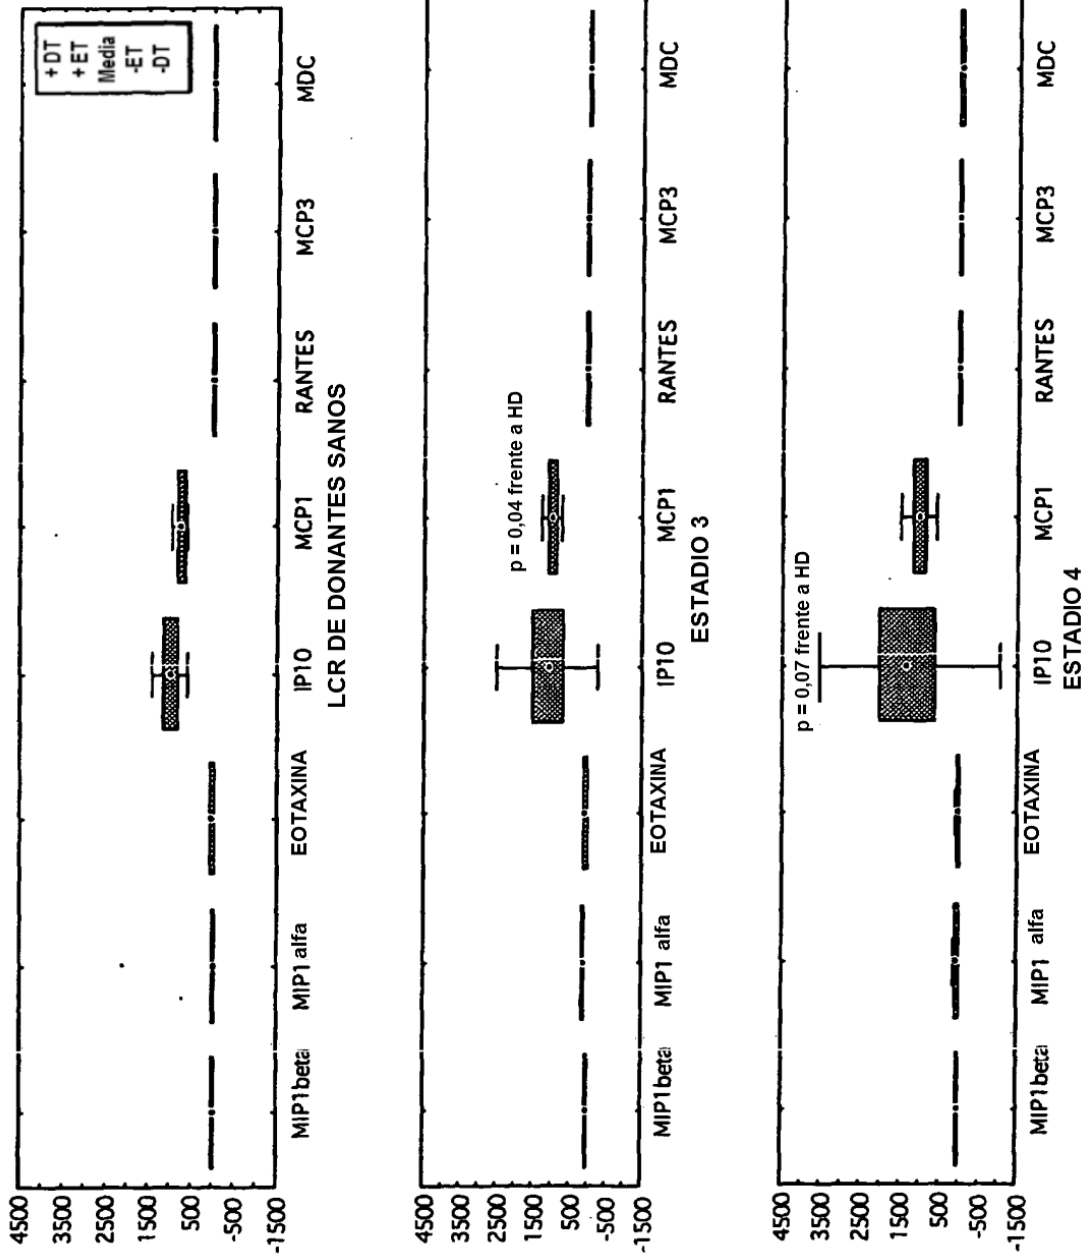 4500
3500
2500
1500
500
-500
-1500
+ DT
+ ET
Media
-ET
-DT
MIP1beta
MIP1 alfa
EOTAXINA
IP10
MCP1
RANTES
MCP3
MDC
LCR DE DONANTES SANOS
4500
3500
2500
1500
500
-500
-1500
p = 0,04 frente a HD
MIP1beta
MIP1 alfa
EOTAXINA
IP10
MCP1
RANTES
MCP3
MDC
ESTADIO 3
4500
3500
2500
1500
500
-500
-1500
p = 0,07 frente a HD
MIP1beta
MIP1 alfa
EOTAXINA
IP10
MCP1
RANTES
MCP3
MDC
ESTADIO 4